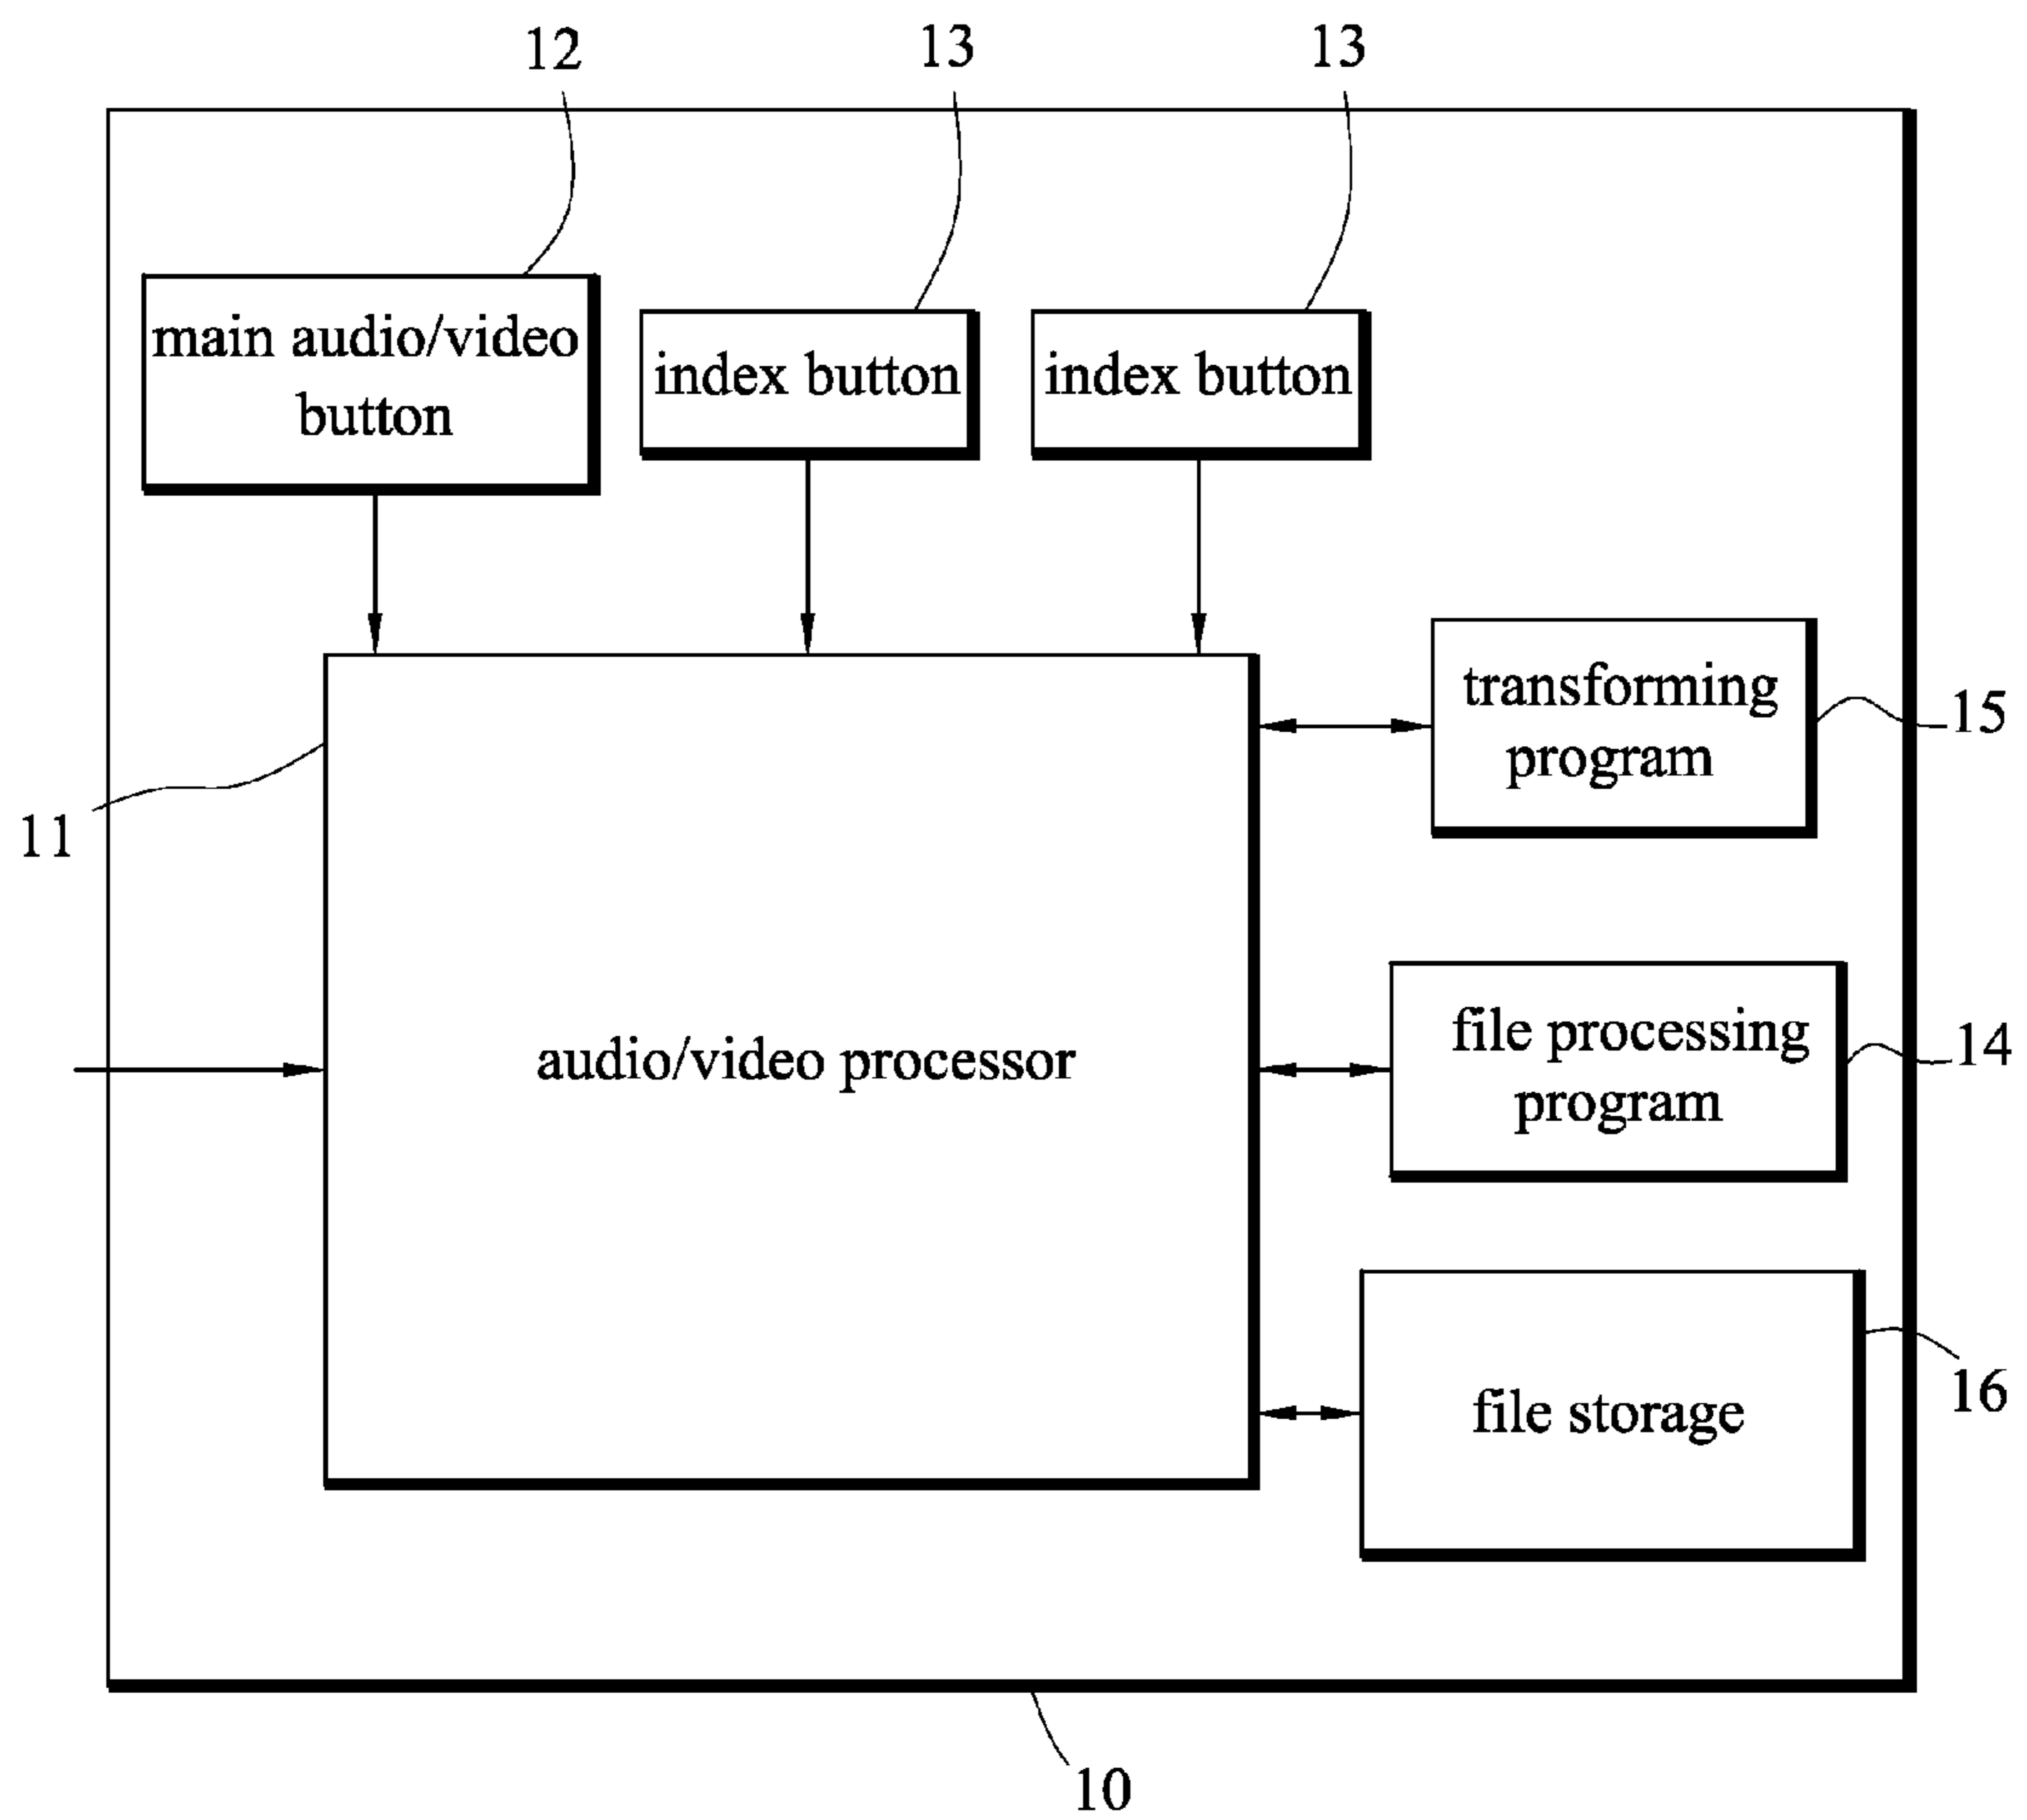 12
13
13
main audio/video
button
index button
index button
transforming
program
15
11
file processing
program
14
audio/video processor
file storage
16
10